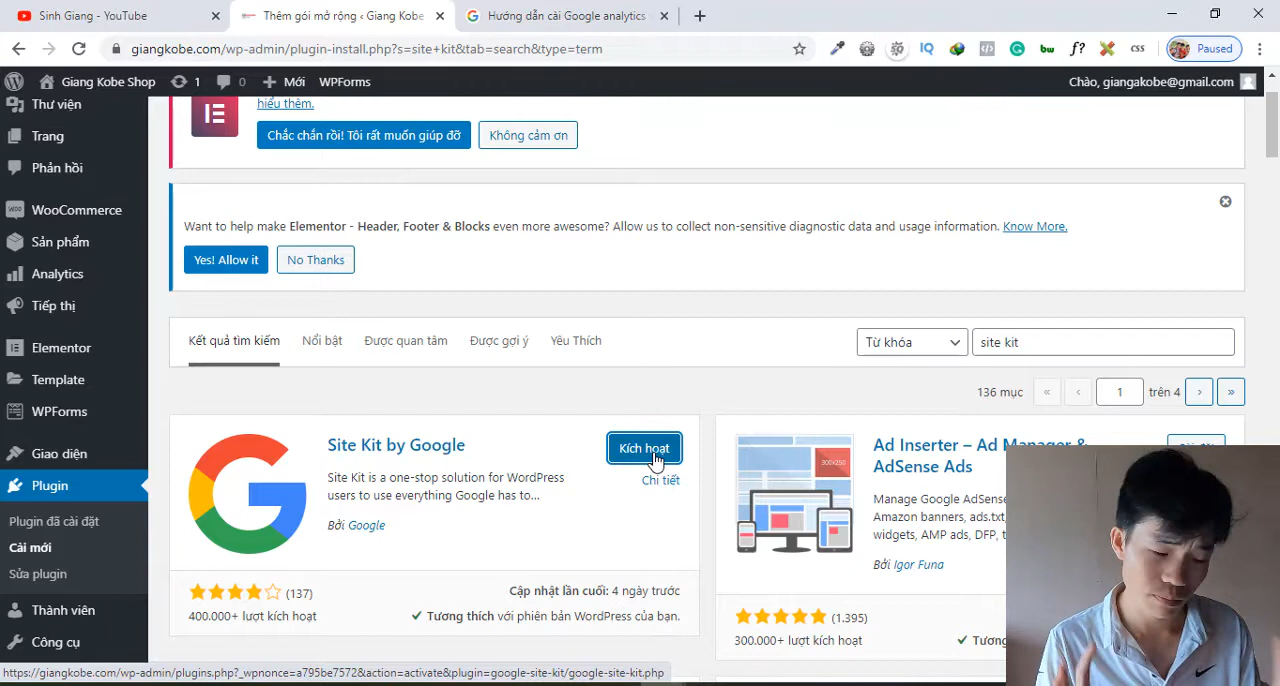 Sinh Giang - YouTube
Thêm gói mở rộng ‹ Giang Kobe
Hướng dẫn cài Google analytics
giangkobe.com/wp-admin/plugin-install.php?s=site+kit&tab=search&type=term
IQ
bw
f?
css
Paused
Giang Kobe Shop
1
0
Mới
WPForms
Chào, giangakobe@gmail.com
Thư viện
Trang
Phản hồi
WooCommerce
Sản phẩm
Analytics
Tiếp thị
Elementor
Template
WPForms
Giao diện
Plugin
Plugin đã cài đặt
Cài mới
Sửa plugin
Thành viên
Công cụ
hiểu thêm.
Chắc chắn rồi! Tôi rất muốn giúp đỡ
Không cảm ơn
Want to help make Elementor - Header, Footer & Blocks even more awesome? Allow us to collect non-sensitive diagnostic data and usage information. Know More.
Yes! Allow it
No Thanks
Kết quả tìm kiếm
Nổi bật
Được quan tâm
Được gợi ý
Yêu Thích
Từ khóa
site kit
136 mục
«
‹
1
trên 4
›
»
Site Kit by Google
Kích hoạt
Chi tiết
Site Kit is a one-stop solution for WordPress
users to use everything Google has to...
Bởi Google
(137)
400.000+ lượt kích hoạt
Cập nhật lần cuối: 4 ngày trước
Tương thích với phiên bản WordPress của bạn.
300x250
Ad Inserter – Ad Manager &
AdSense Ads
Manage Google AdSense
Amazon banners, ads.txt,
widgets, AMP ads, DFP,
Bởi Igor Funa
(1.395)
300.000+ lượt kích hoạt
https://giangkobe.com/wp-admin/plugins.php?_wpnonce=a795be7572&action=activate&plugin=google-site-kit/google-site-kit.php